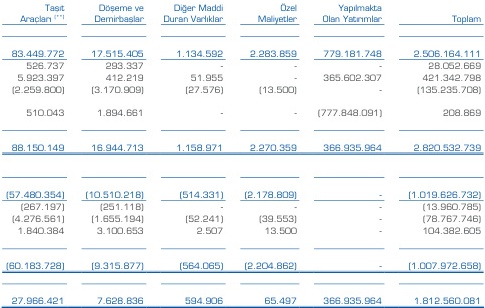 Taşıt Döşeme ve Diğer Maddi Özel Yapılmakta
Araçları (**) Demirbaşlar Duran Varlıklar Maliyetler Olan Yatırımlar Toplam
83.449.772 17.515.405 1.134.592 2.283.859 779.181.748 2.506.164.111
526.737 293.337 - - - 28.052.669
5.923.397 412.219 51.955 - 365.602.307 421.342.798
(2.259.800) (3.170.909) (27.576) (13.500) - (135.235.708)
510.043 1.894.661 - - (777.848.091) 208.869
88.150.149 16.944.713 1.158.971 2.270.359 366.935.964 2.820.532.739
(57.480.354) (10.510.218) (514.331) (2.178.809) - (1.019.626.732)
(267.197) (251.118) - - - (13.960.785)
(4.276.561) (1.655.194) (52.241) (39.553) - (78.767.746)
1.840.384 3.100.653 2.507 13.500 - 104.382.605
(60.183.728) (9.315.877) (564.065) (2.204.862) - (1.007.972.658)
27.966.421 7.628.836 594.906 65.497 366.935.964 1.812.560.081